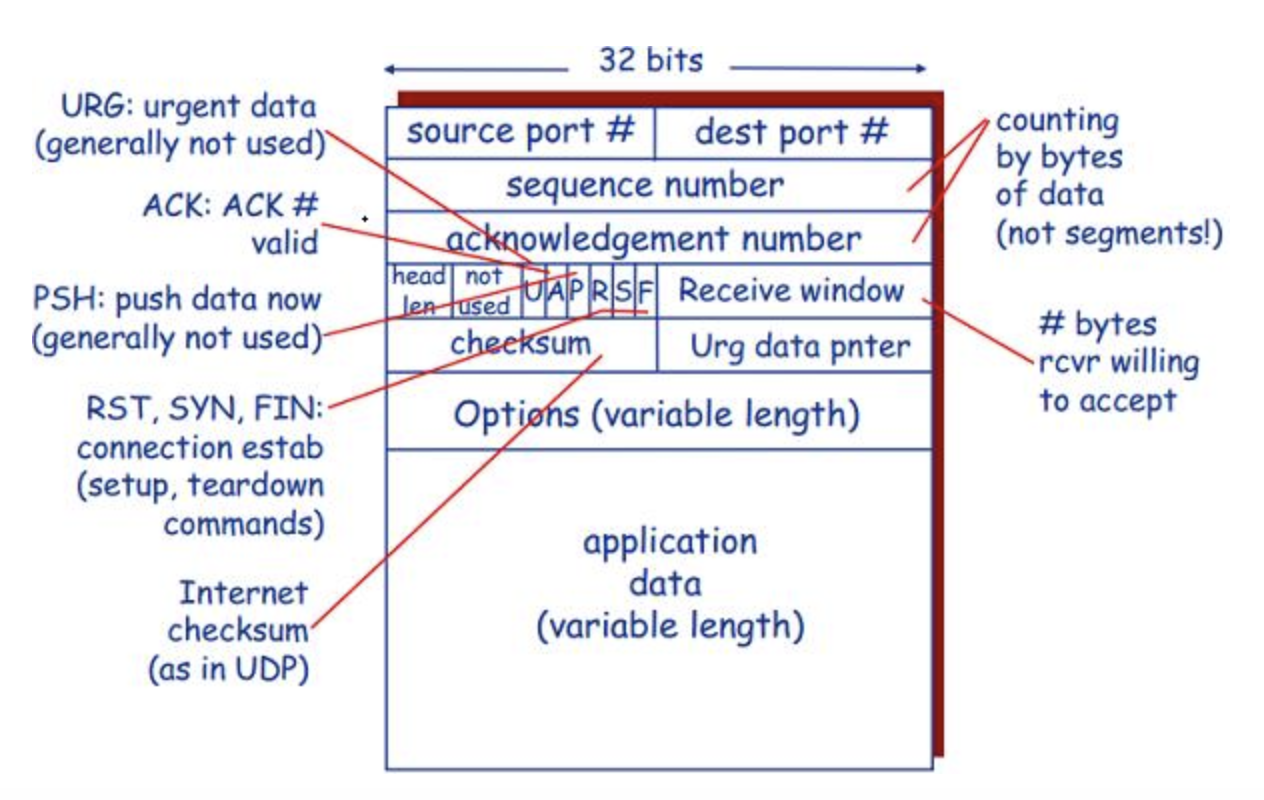 32 bits
URG: urgent data
(generally not used)
ACK: ACK #
valid
PSH: push data now
(generally not used)
RST, SYN, FIN:
connection estab
(setup, teardown
commands)
Internet
checksum
(as in UDP)
source port #
dest port #
sequence number
acknowledgement number
head
len
not
used
U
A
P
R
S
F
Receive window
checksum
Urg data pnter
Options (variable length)
application
data
(variable length)
counting
by bytes
of data
(not segments!)
# bytes
rcvr willing
to accept